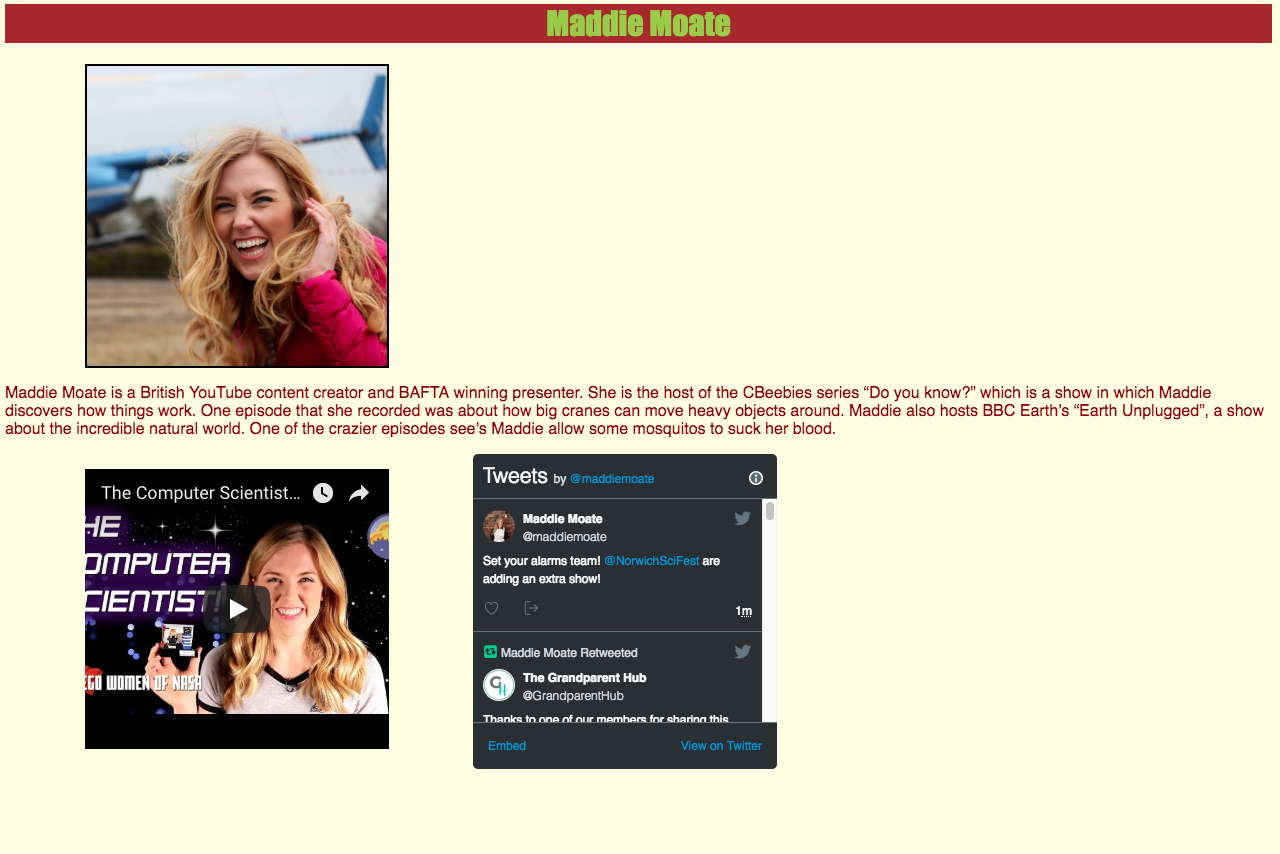 Maddie Moate
Maddie Moate is a British YouTube content creator and BAFTA winning presenter. She is the host of the CBeebies series “Do you know?” which is a show in which Maddie
discovers how things work. One episode that she recorded was about how big cranes can move heavy objects around. Maddie also hosts BBC Earth’s “Earth Unplugged”, a show
about the incredible natural world. One of the crazier episodes see’s Maddie allow some mosquitos to suck her blood.
The Computer Scientist...
HE
OMPUTER
CIENTIST!
EGO WOMEN OF NASA
Tweets by @maddiemoate
Maddie Moate
@maddiemoate
Set your alarms team! @NorwichSciFest are
adding an extra show!
1m
Maddie Moate Retweeted
GH
The Grandparent Hub
@GrandparentHub
Thanks to one of our members for sharing this
Embed
View on Twitter